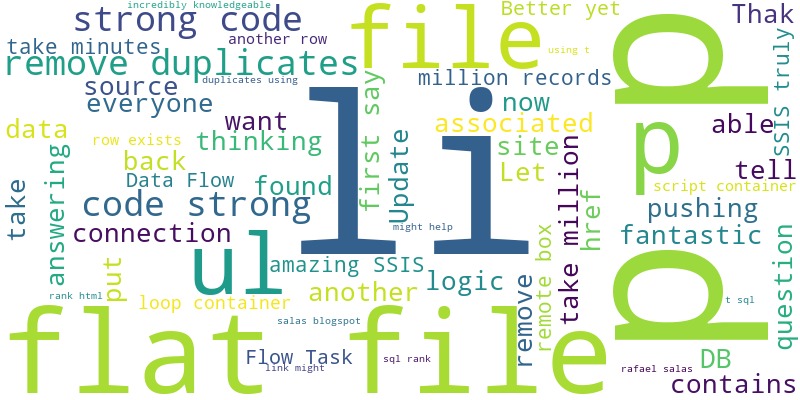 incredibly knowledgeable
strong code
file
Better yet
Thak
take minutes
another row
using t
remove duplicates
duplicates using
million records
source
first say
everyone
now
p p
SSIS truly
data
want
associated
able
row exists
thinking
site
p
back
Data Flow
found
Update
li
Let
tell
script container
take
answering
code strong
take million
href
pushing
connection
might help
fantastic
ul
amazing SSIS
logic
remote box
question
put
rank html
loop container
another
t sql
flat file
salas blogspot
remove
Flow Task
sql rank
DB
link might
rafael salas
contains